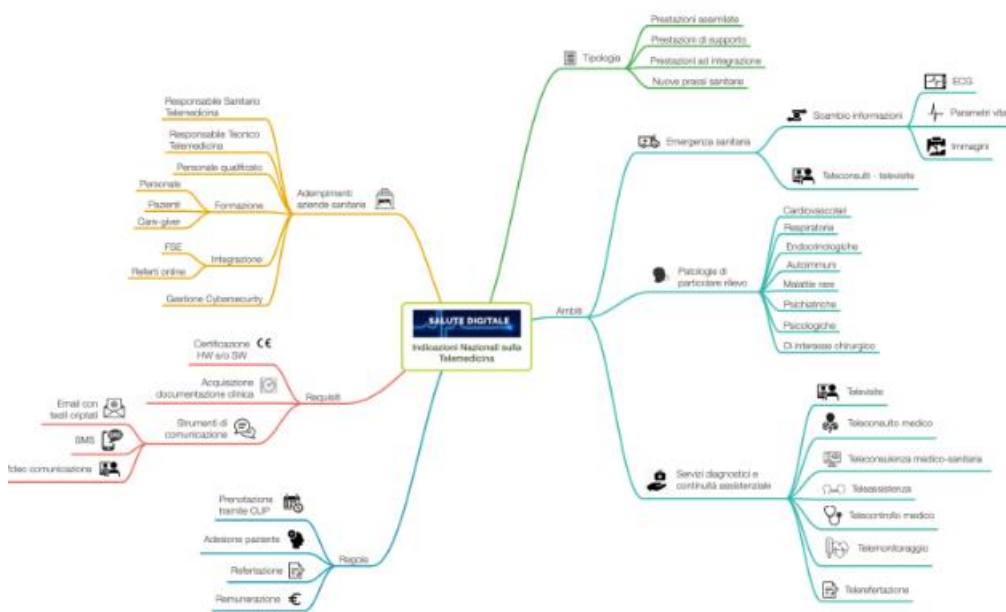 SALUTE DIGITALE
Indicazioni Nazionali sulla
Telemedicina
Tipologia
Prestazioni assimilate
Prestazioni di supporto
Prestazioni ad integrazione
Nuove prassi sanitarie
Ambiti
Emergenza sanitaria
Scambio informazioni
ECG
Parametri vita
Immagini
Teleconsulti - televisite
Patologie di
particolare rilievo
Cardiovascolari
Respiratoria
Endocrinologiche
Autoimmuni
Malattie rare
Psichiatriche
Psicologiche
Di interesse chirurgico
Servizi diagnostici e
continuità assistenziale
Televisite
Teleconsulto medico
Teleconsulenza medico-sanitaria
Teleassistenza
Telecontrollo medico
Telemonitoraggio
Telerefertazione
Adempimenti
aziende sanitarie
Responsabile Sanitario
Telemedicina
Responsabile Tecnico
Telemedicina
Personale qualificato
Formazione
Personale
Pazienti
Care-giver
Integrazione
FSE
Referti online
Gestione Cybersecurity
Requisiti
Certificazione CE
HW e/o SW
Acquisizione
documentazione clinica
Strumenti di
comunicazione
Email con
testi criptati
SMS
Video comunicazione
Regole
Prenotazione
tramite CUP
Adesione paziente
Refertazione
Remunerazione €